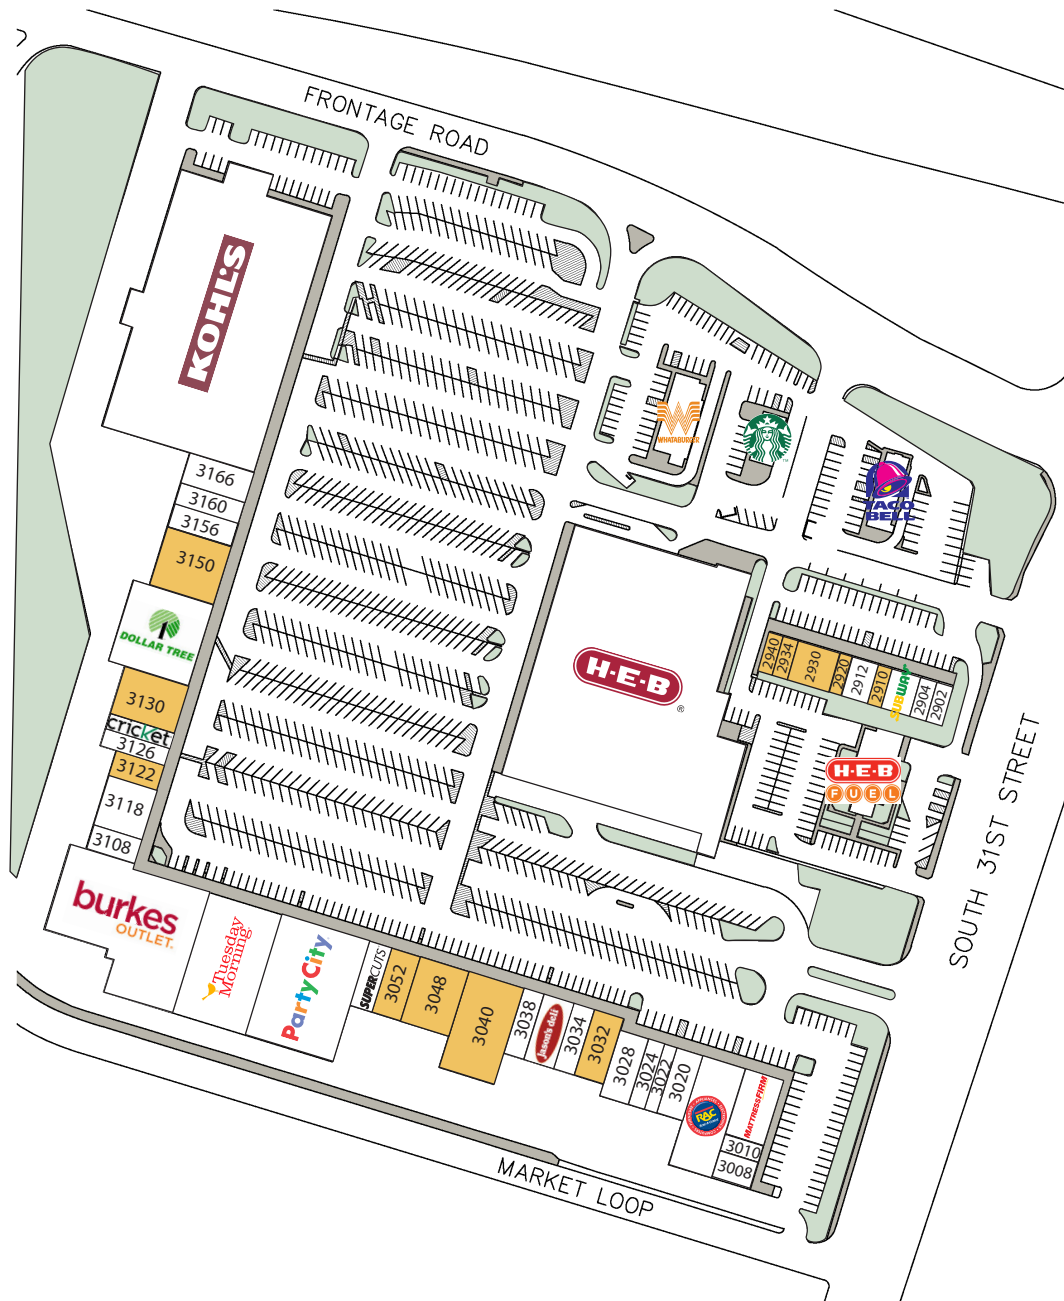 FRONTAGE ROAD
KOHL'S
W
WHATABURGER
TACO
BELL
3166
3160
3156
3150
DOLLAR TREE
3130
cricket
3126
3122
3118
3108
H-E-B
®
2940
2934
2930
2920
2912
2910
SUBWAY
2904
2902
H-E-B
FUEL
SOUTH 31ST STREET
burkes
OUTLET.
Tuesday
Morning
PartyCity
SUPERCUTS
3052
3048
3040
3038
jason's deli
3034
3032
3028
3024
3022
3020
RAC
MATTRESSFIRM
3010
3008
MARKET LOOP